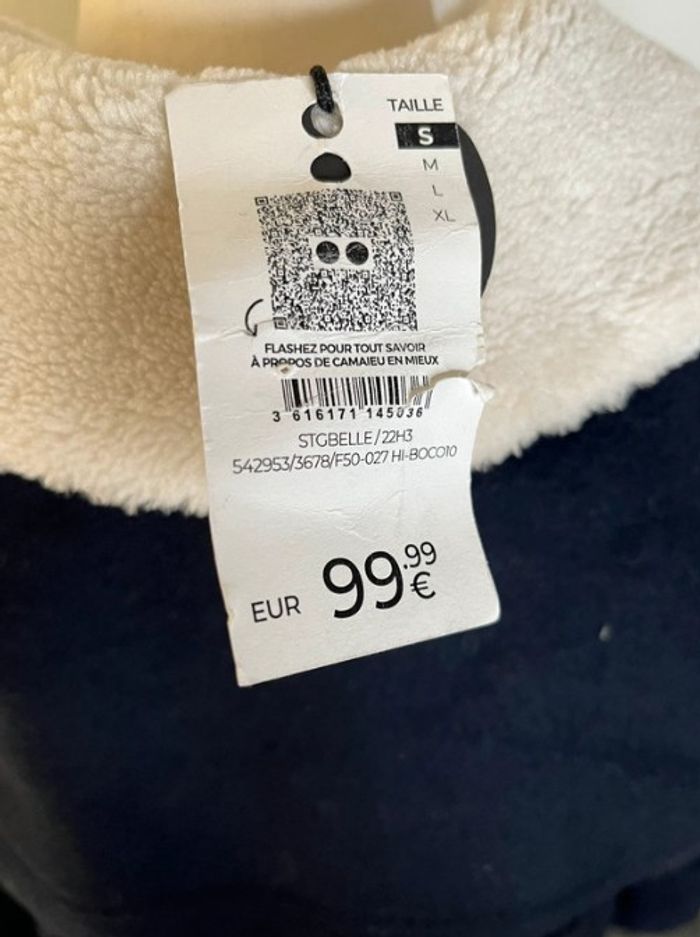 TAILLE
S
M
L
XL
FLASHEZ POUR TOUT SAVOIR
À PROPOS DE CAMAIEU EN MIEUX
3 616171 145036
STGBELLE/22H3
542953/3678/F50-027 HI-BOCO10
EUR 99.99 €